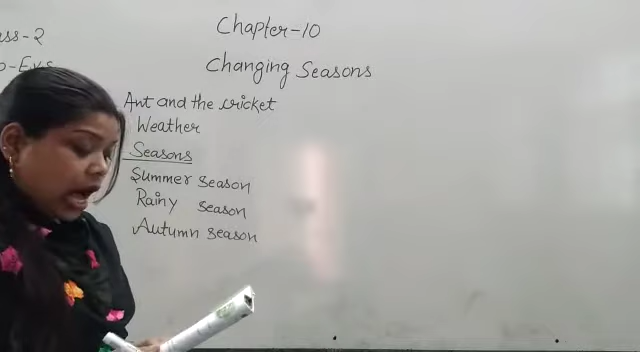 Chapter-10
Changing Seasons
Ant and the cricket
Weather
Seasons
Summer season
Rainy season
Autumn season